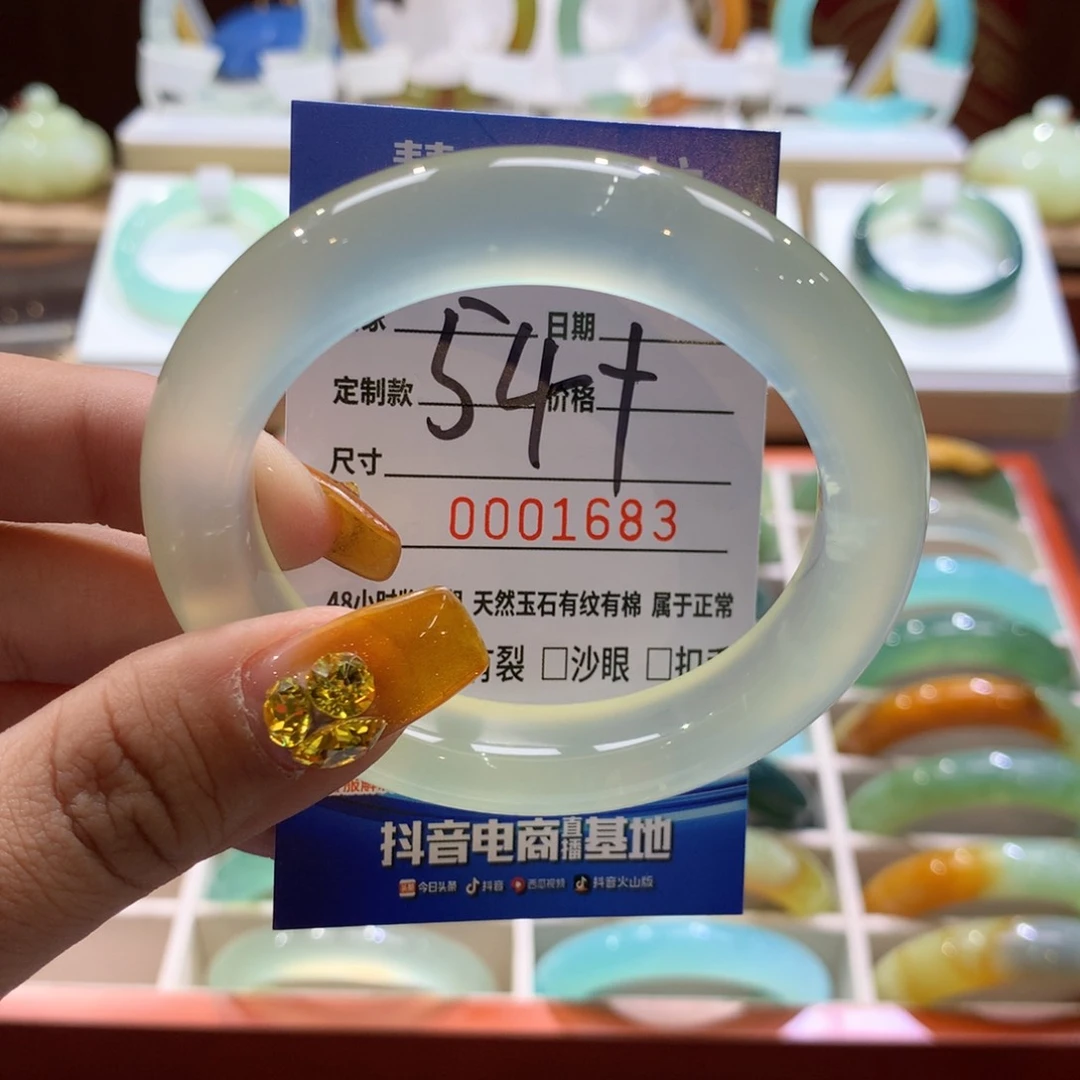 家 日期
54+
定制款 价格
尺寸
0001683
48小时 天然玉石有纹有棉 属于正常
有裂 □沙眼 □扣
抖音电商直播基地
今日头条 抖音 西瓜视频 抖音火山版